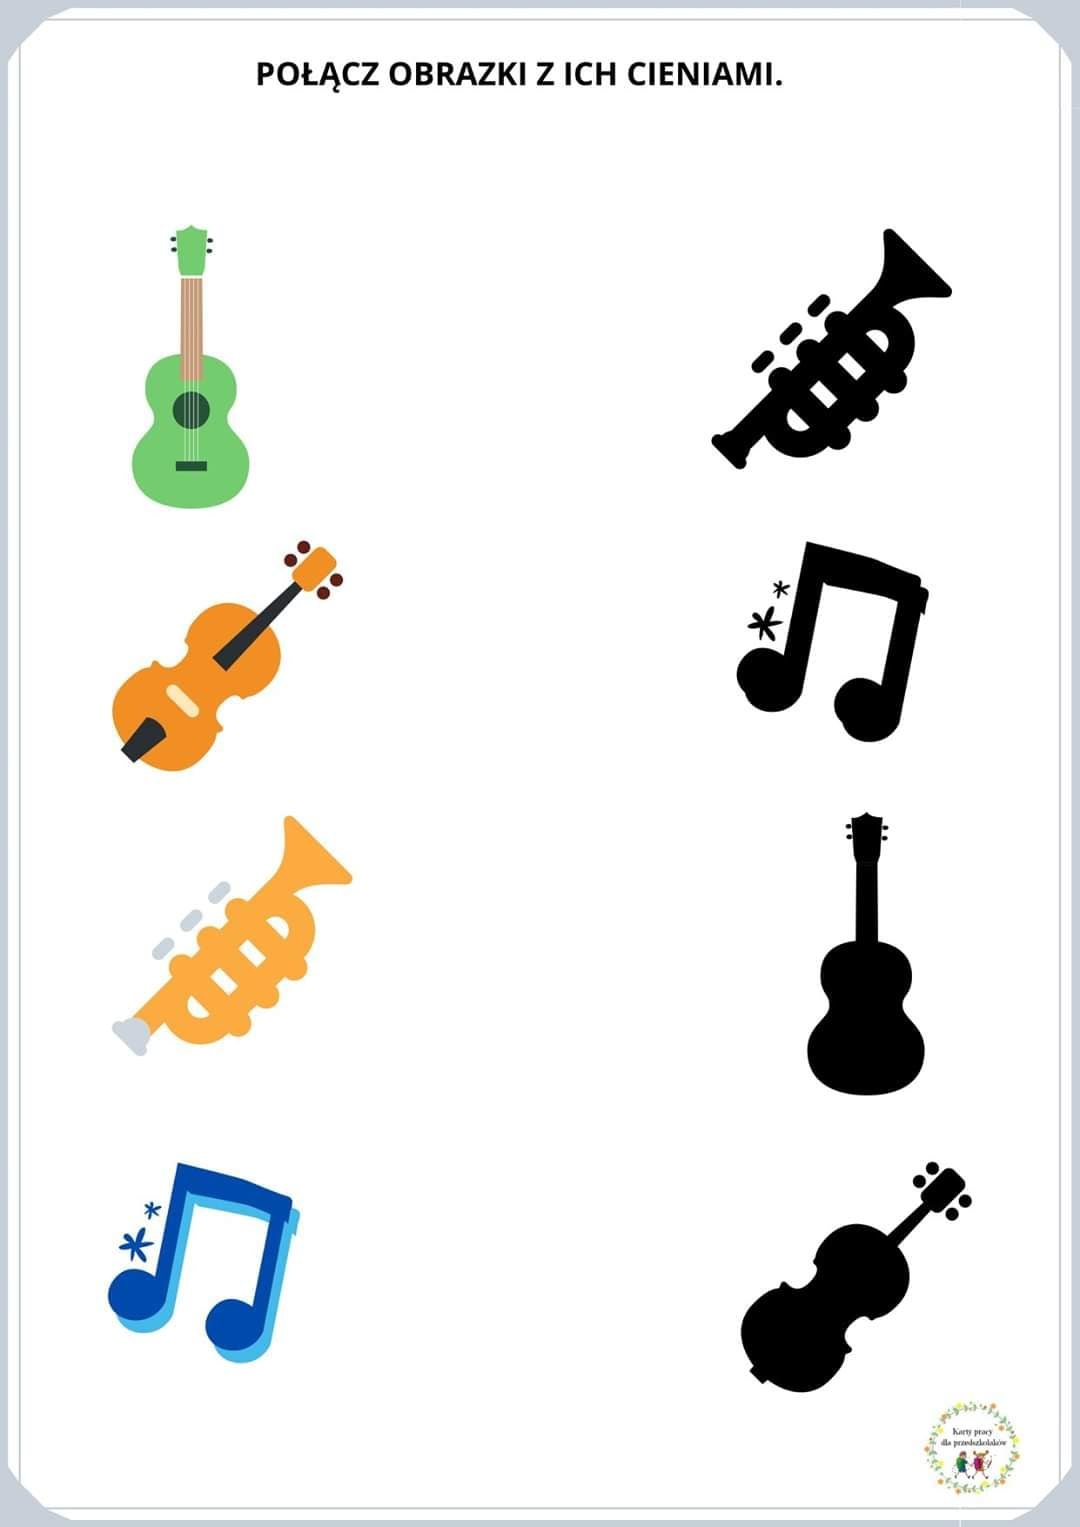 POŁĄCZ OBRAZKI Z ICH CIENIAMI.
Karty pracy
dla przedszkolaków